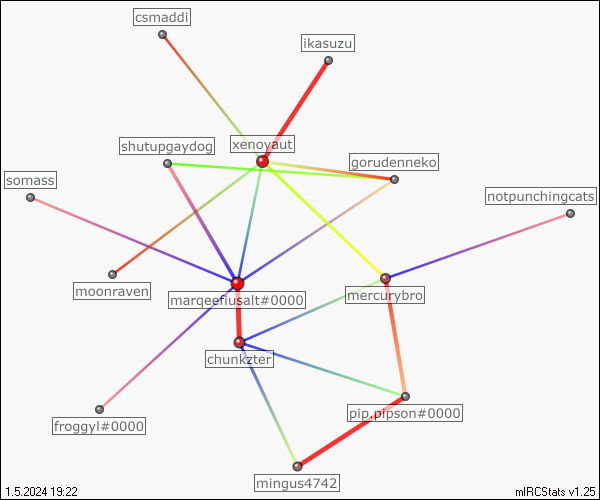 csmaddi
ikasuzu
shutupgaydog
xenoyaut
gorudenneko
somass
notpunchingcats
moonraven
marqeefiusalt#0000
mercurybro
chunkzter
froggyl#0000
pip.pipson#0000
mingus4742
1.5.2024 19:22
mIRCStats v1.25